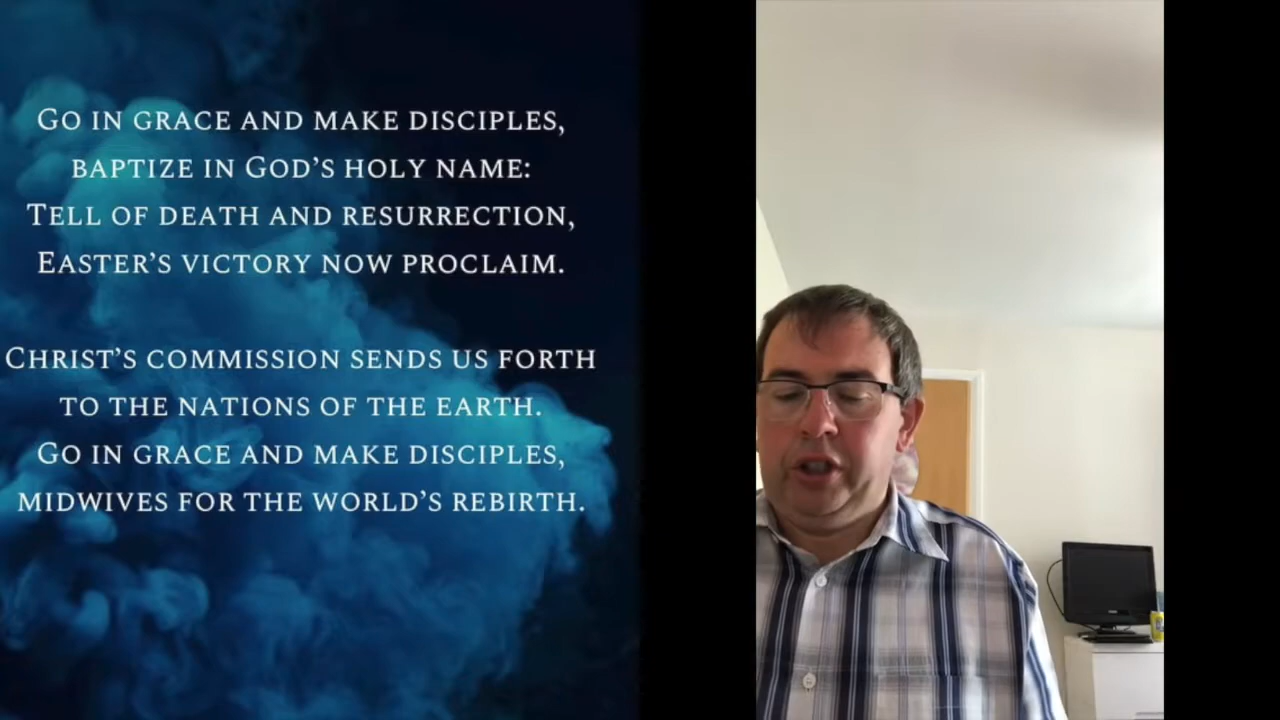 Go in grace and make disciples,
baptize in God's holy name:
Tell of death and resurrection,
Easter's victory now proclaim.
Christ's commission sends us forth
to the nations of the earth.
Go in grace and make disciples,
midwives for the world's rebirth.